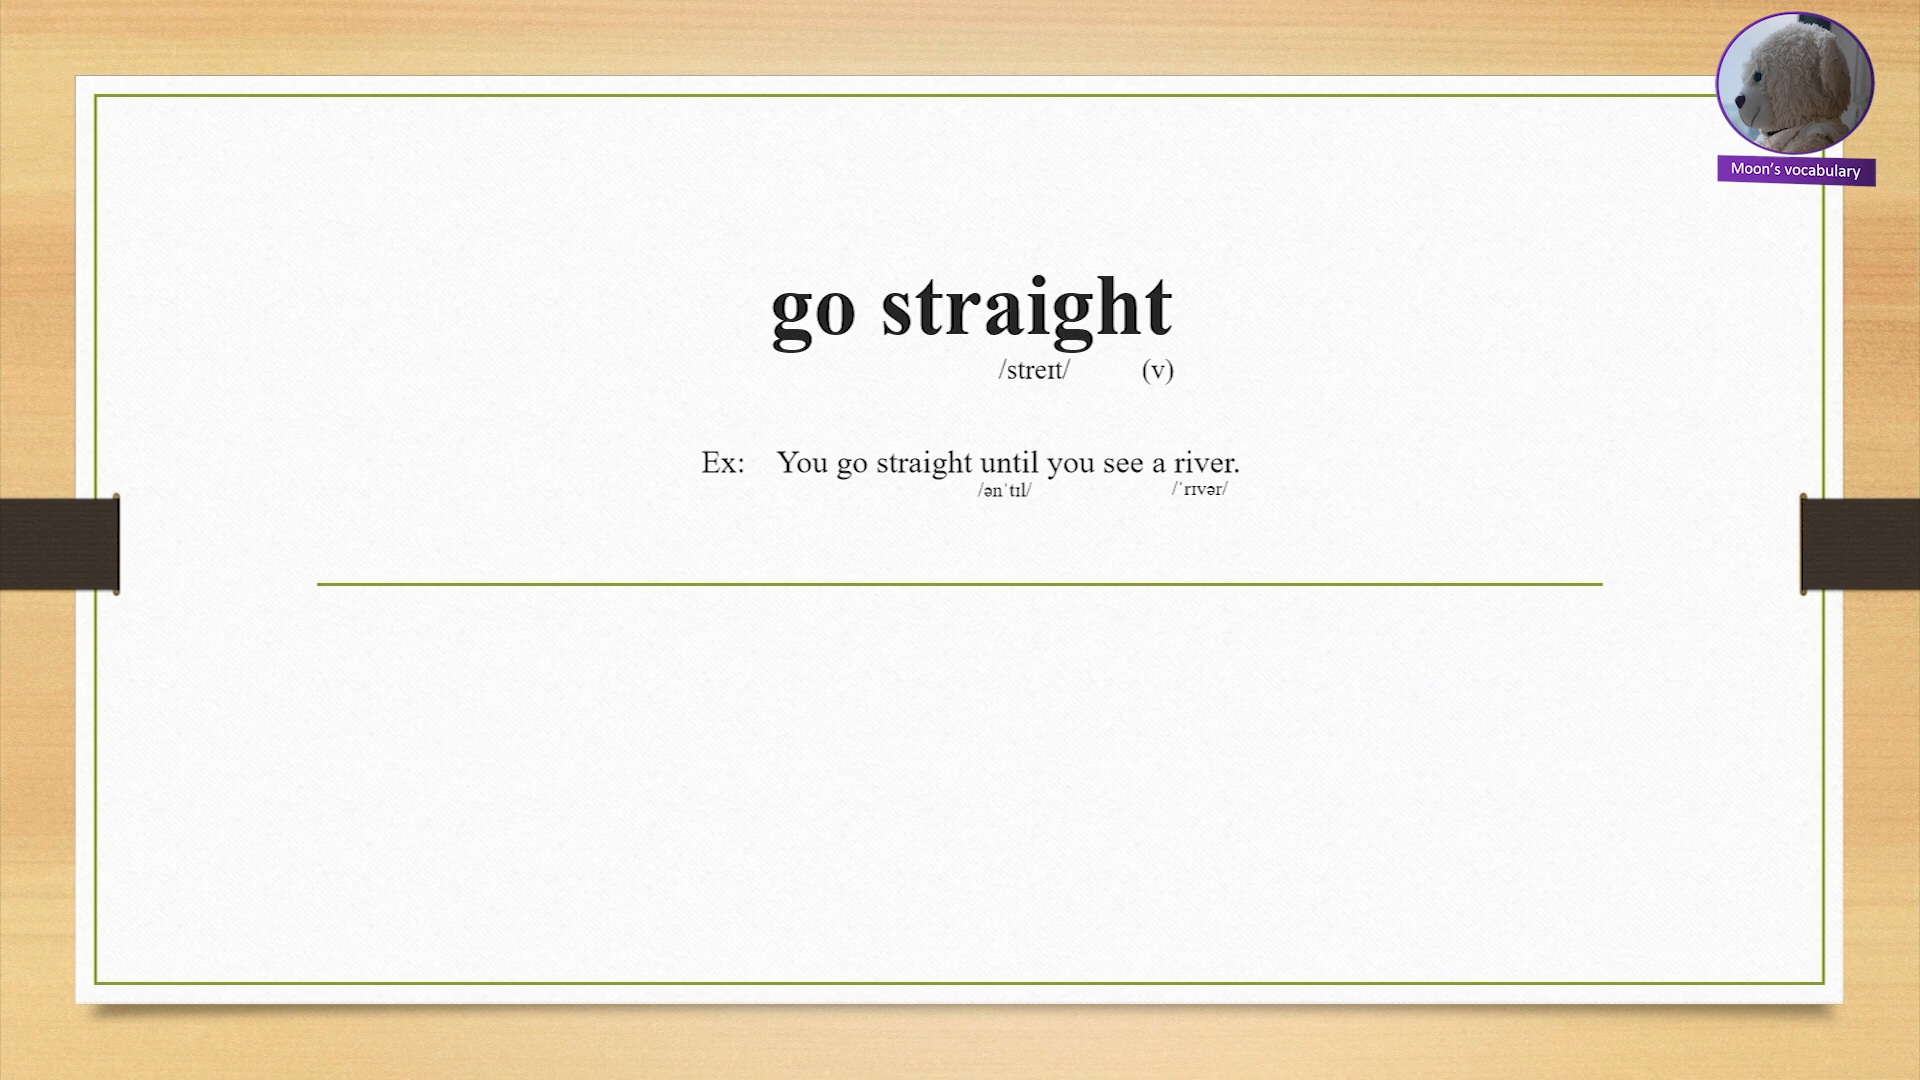 Moon's vocabulary
go straight
/streɪt/ (v)
Ex: You go straight until you see a river.
/ənˈtɪl/ /ˈrɪvər/